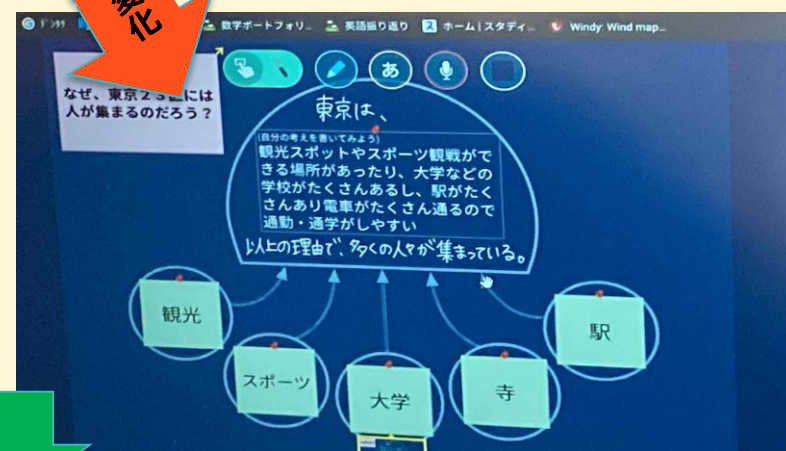 変化
数学ポートフォリ…
英語振り返り
ホーム | スタディ…
Windy: Wind map…
なぜ、東京23区には
人が集まるのだろう?
あ
東京は、
(自分の考えを書いてみよう)
観光スポットやスポーツ観戦がで
きる場所があったり、大学などの
学校がたくさんあるし、駅がたく
さんあり電車がたくさん通るので
通勤・通学がしやすい
以上の理由で、多くの人々が集まっている。
観光
スポーツ
大学
寺
駅